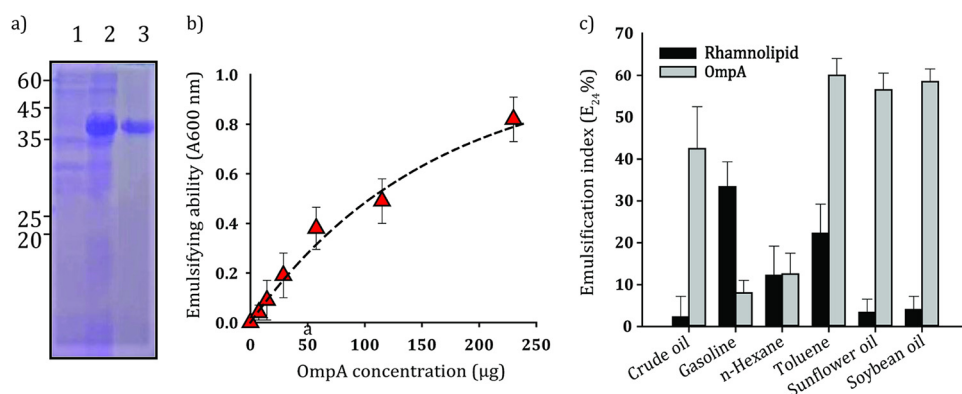 a)
1 2 3
60
45
35
25
20
b)
Emulsifying ability (A600 nm)
1.0
0.8
0.6
0.4
0.2
0.0
0 50 100 150 200 250
a
OmpA concentration (µg)
c)
Emulsification index (E24%)
70
60
50
40
30
20
10
0
Rhamnolipid
OmpA
Crude oil
Gasoline
n-Hexane
Toluene
Sunflower oil
Soybean oil